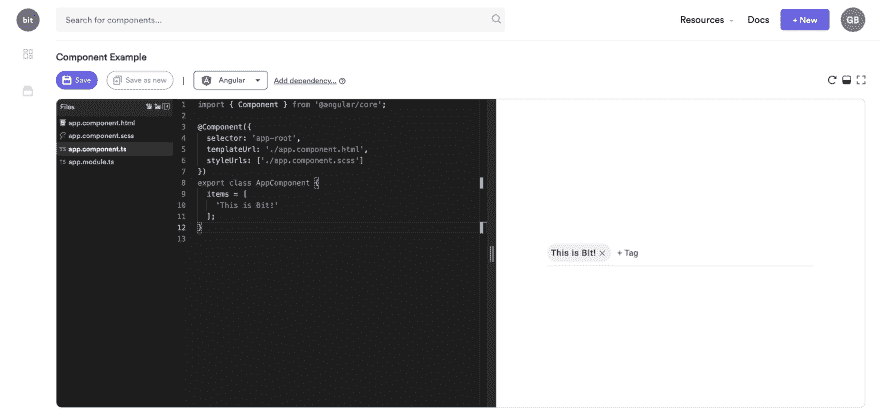 bit
Search for components...
Resources
Docs
+ New
GB
Component Example
Save
Save as new
Angular
Add dependency...
Files
app.component.html
app.component.scss
TS app.component.ts
TS app.module.ts
1 import { Component } from '@angular/core';
2
3 @Component({
4 selector: 'app-root',
5 templateUrl: './app.component.html',
6 styleUrls: ['./app.component.scss']
7 })
8 export class AppComponent {
9 items = [
10 'This is Bit!'
11 ];
12 }
13
This is Bit! ×
+ Tag